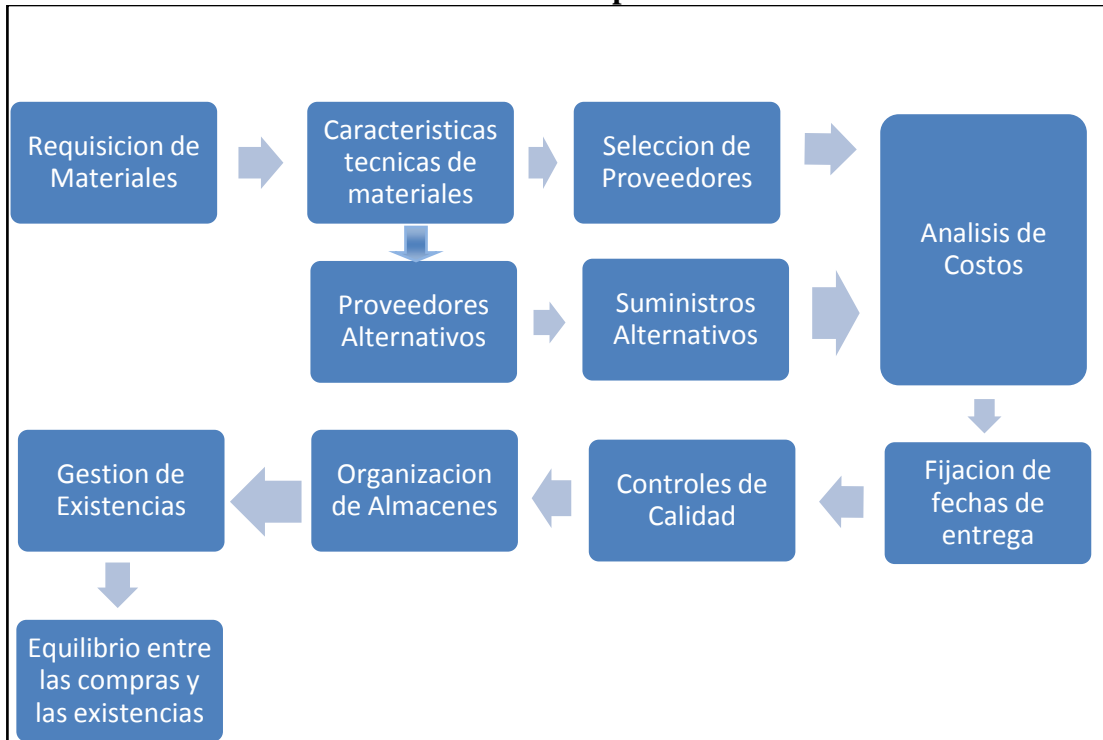 Requisicion de
Materiales
Caracteristicas
tecnicas de
materiales
Seleccion de
Proveedores
Analisis de
Costos
Proveedores
Alternativos
Suministros
Alternativos
Fijacion de
fechas de
entrega
Controles de
Calidad
Organizacion
de Almacenes
Gestion de
Existencias
Equilibrio entre
las compras y
las existencias